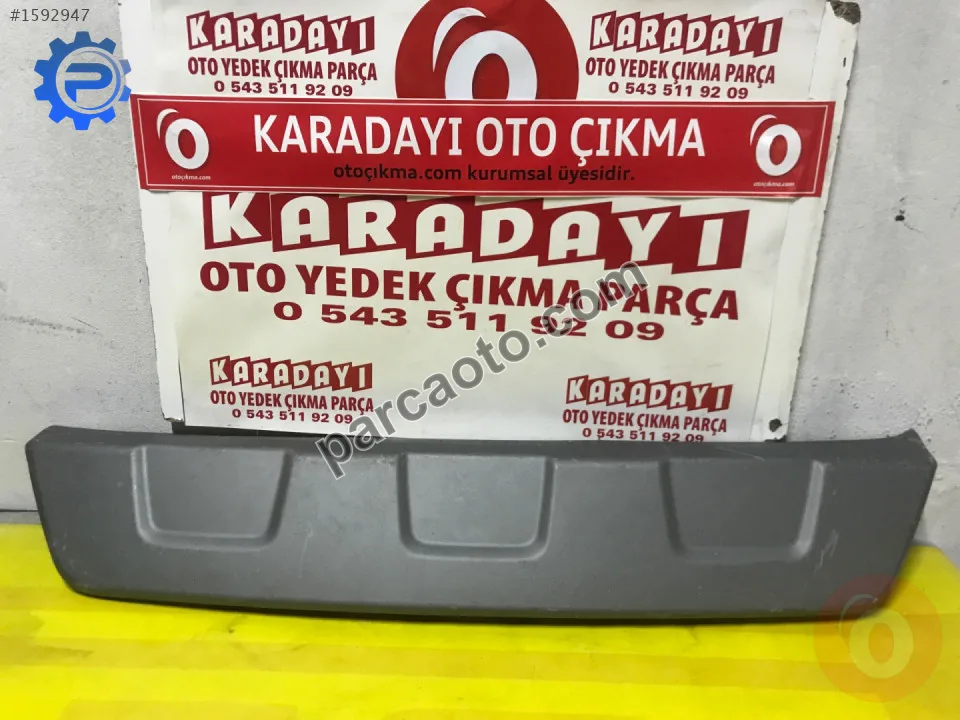 #1592947
P
KARADAYI
OTO YEDEK ÇIKMA PARÇA
0 543 511 92 09
KARADAYI
OTO YEDEK ÇIKMA PARÇA
0 543 511 92 09
KARADAYI OTO ÇIKMA
otoçıkma.com kurumsal üyesidir.
otoçıkma.com
otoçıkma.com
KARADAYI
OTO YEDEK ÇIKMA PARÇA
0 543 511 92 09
parcaoto.com
KARADAYI
OTO YEDEK ÇIKMA PARÇA
0 543 511 92 09
KARADAYI
OTO YEDEK ÇIKMA PARÇA
0 543 511 92 09